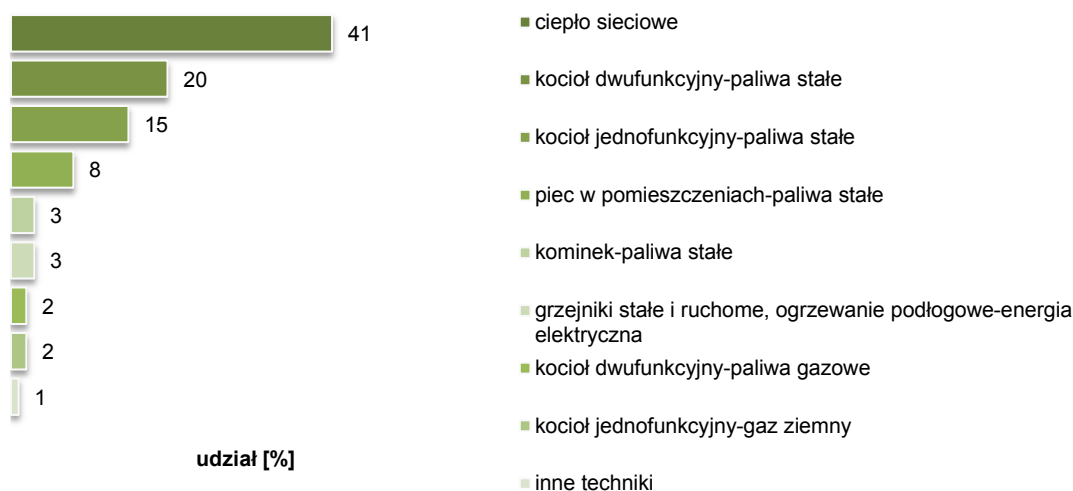 41
20
15
8
3
3
2
2
1
udział [%]
ciepło sieciowe
kocioł dwufunkcyjny-paliwa stałe
kocioł jednofunkcyjny-paliwa stałe
piec w pomieszczeniach-paliwa stałe
kominek-paliwa stałe
grzejniki stałe i ruchome, ogrzewanie podłogowe-energia
elektryczna
kocioł dwufunkcyjny-paliwa gazowe
kocioł jednofunkcyjny-gaz ziemny
inne techniki